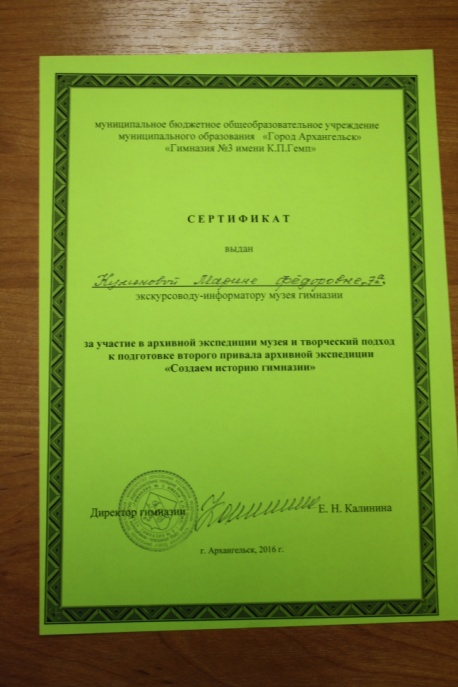 муниципальное бюджетное общеобразовательное учреждение
муниципального образования «Город Архангельск»
«Гимназия №3 имени К.П.Гемп»
СЕРТИФИКАТ
выдан
Марине Фёдоровне, 7а.
экскурсоводу-информатору музея гимназии
за участие в архивной экспедиции музея и творческий подход
к подготовке второго привала архивной экспедиции
«Создаем историю гимназии»
Директор гимназии Е. Н. Калинина
г. Архангельск, 2016 г.